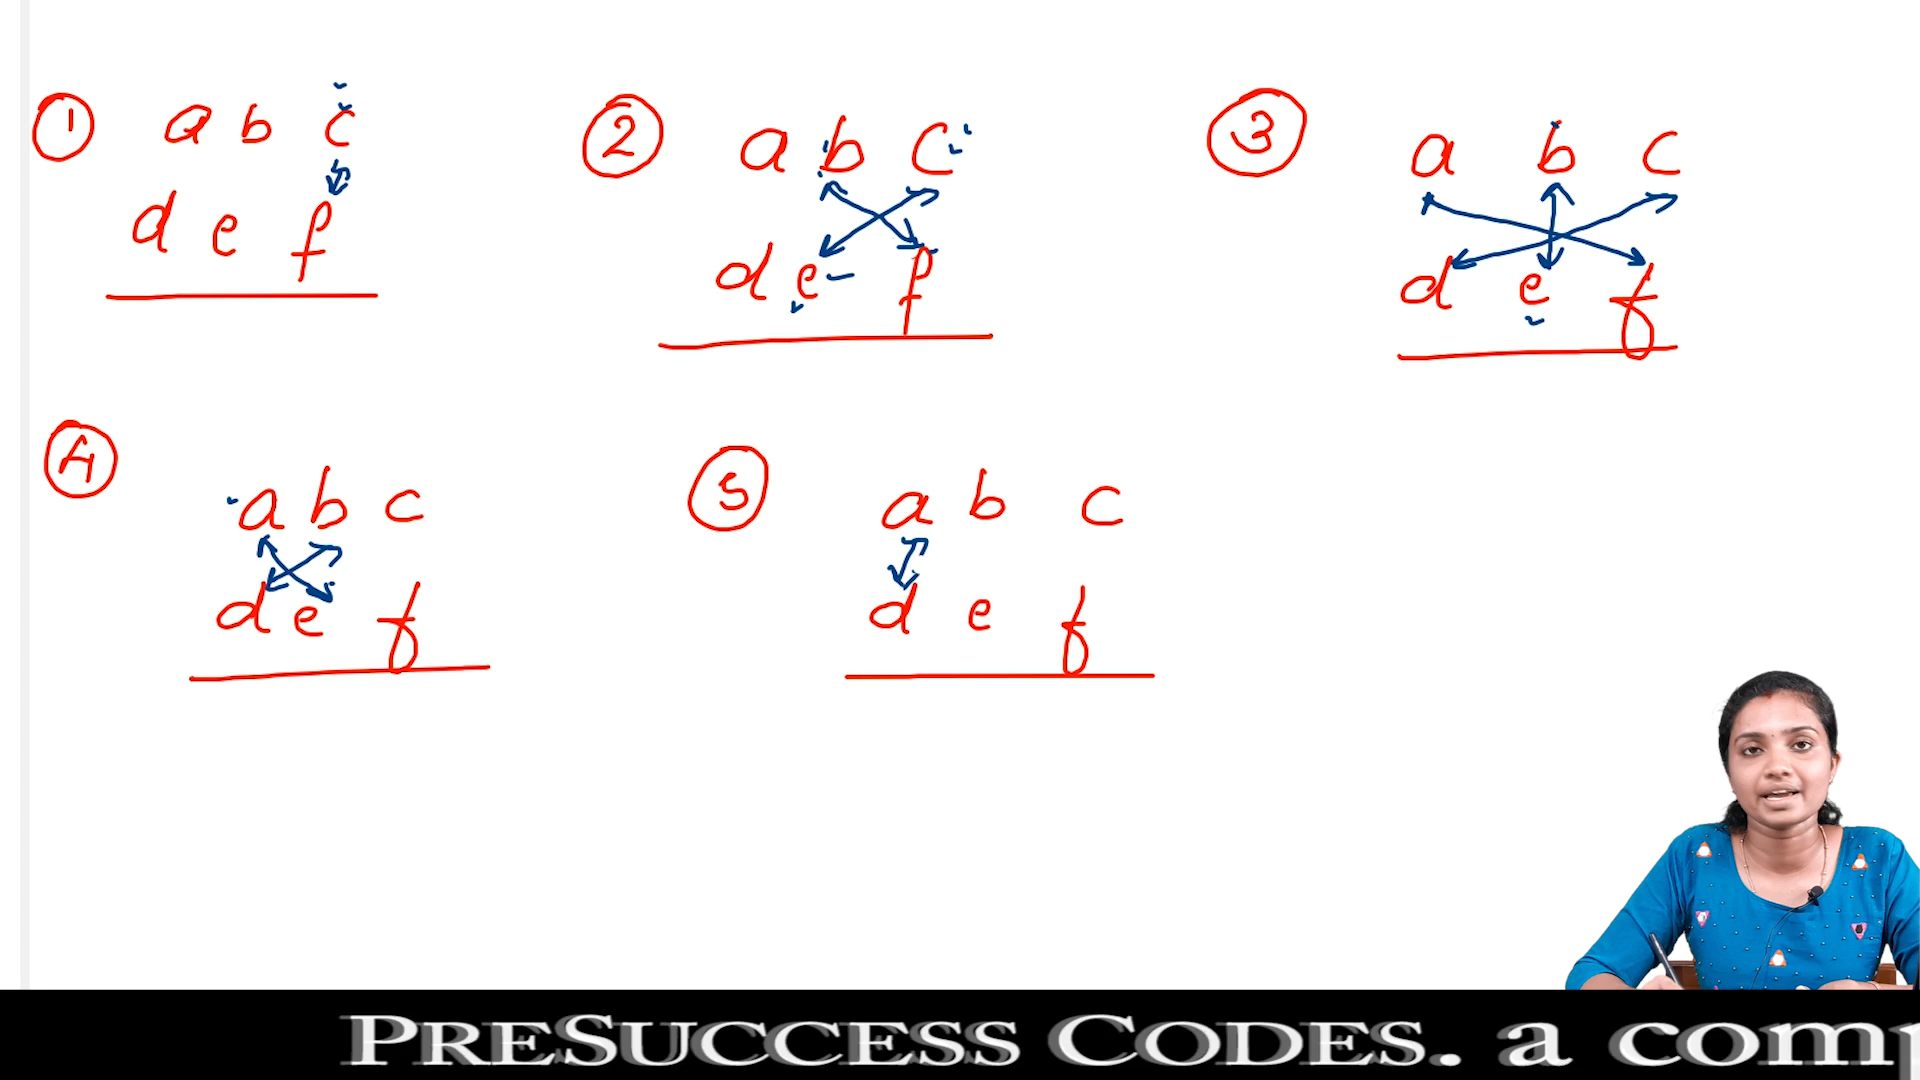 ① a b c
d e f
② a b c
d e f
③ a b c
d e f
④ a b c
d e f
⑤ a b c
d e f
PRESUCCESS CODES. a com